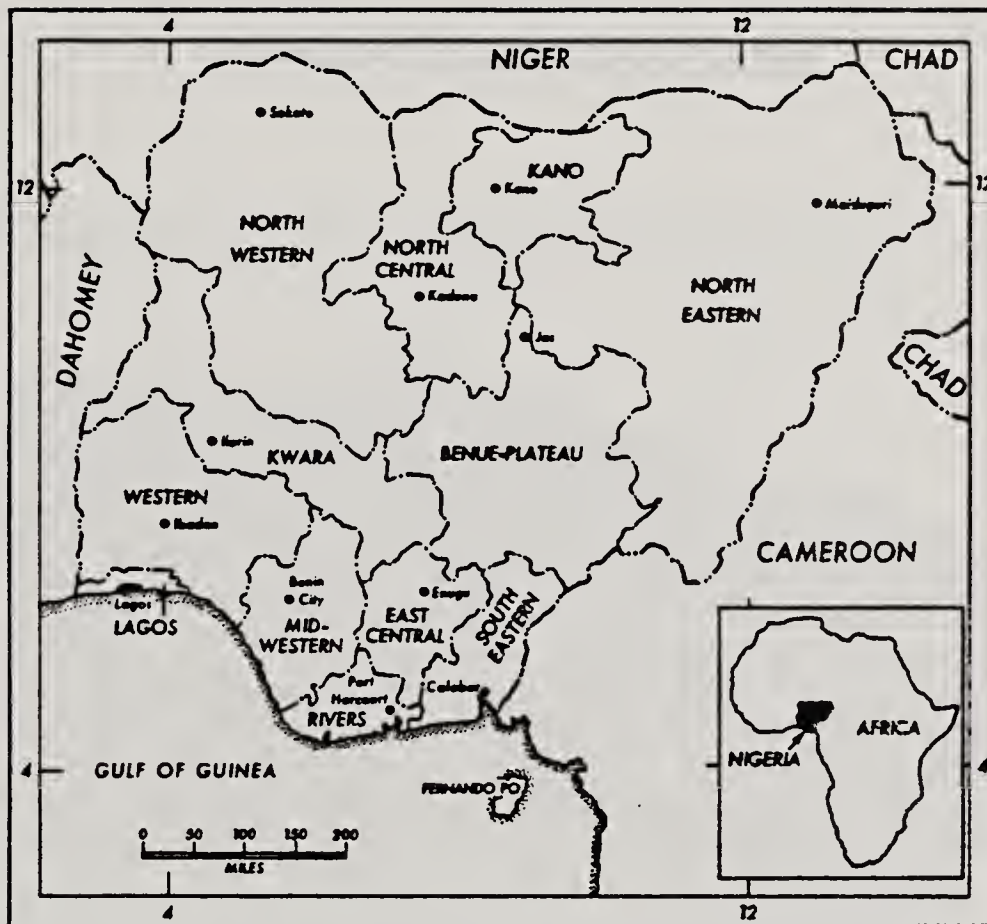 4
12
NIGER
CHAD
Sokoto
12
KANO
Kano
12
Maiduguri
NORTH
WESTERN
NORTH
CENTRAL
Kaduna
NORTH
EASTERN
DAHOMEY
Jos
CHAD
Ilorin
KWARA
BENUE-PLATEAU
WESTERN
Ibadan
CAMEROON
Benin
City
MID-
WESTERN
Enugu
EAST
CENTRAL
SOUTH
EASTERN
Lagos
LAGOS
Port
Harcourt
RIVERS
Calabar
AFRICA
NIGERIA
4
GULF OF GUINEA
FERNANDO PO
4
0 50 100 150 200
MILES
4
12